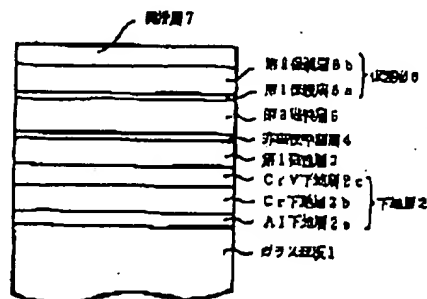 潤滑層7
第2保護層6b
第1保護層6a
保護層6
第2磁性層5
非磁性中間層4
第1磁性層3
CrV下地層2c
Cr下地層2b
下地層2
Al下地層2a
ガラス基板1